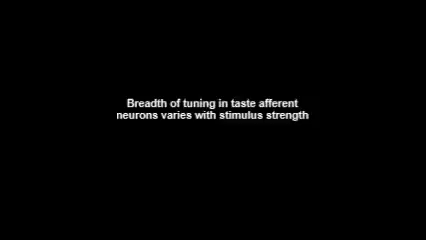 Breadth of tuning in taste afferent
neurons varies with stimulus strength